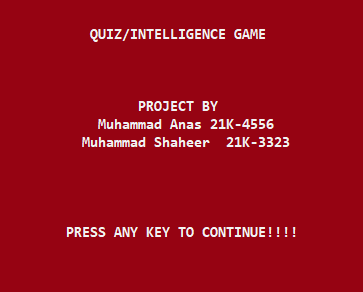 QUIZ/INTELLIGENCE GAME
PROJECT BY
Muhammad Anas 21K-4556
Muhammad Shaheer  21K-3323
PRESS ANY KEY TO CONTINUE!!!!